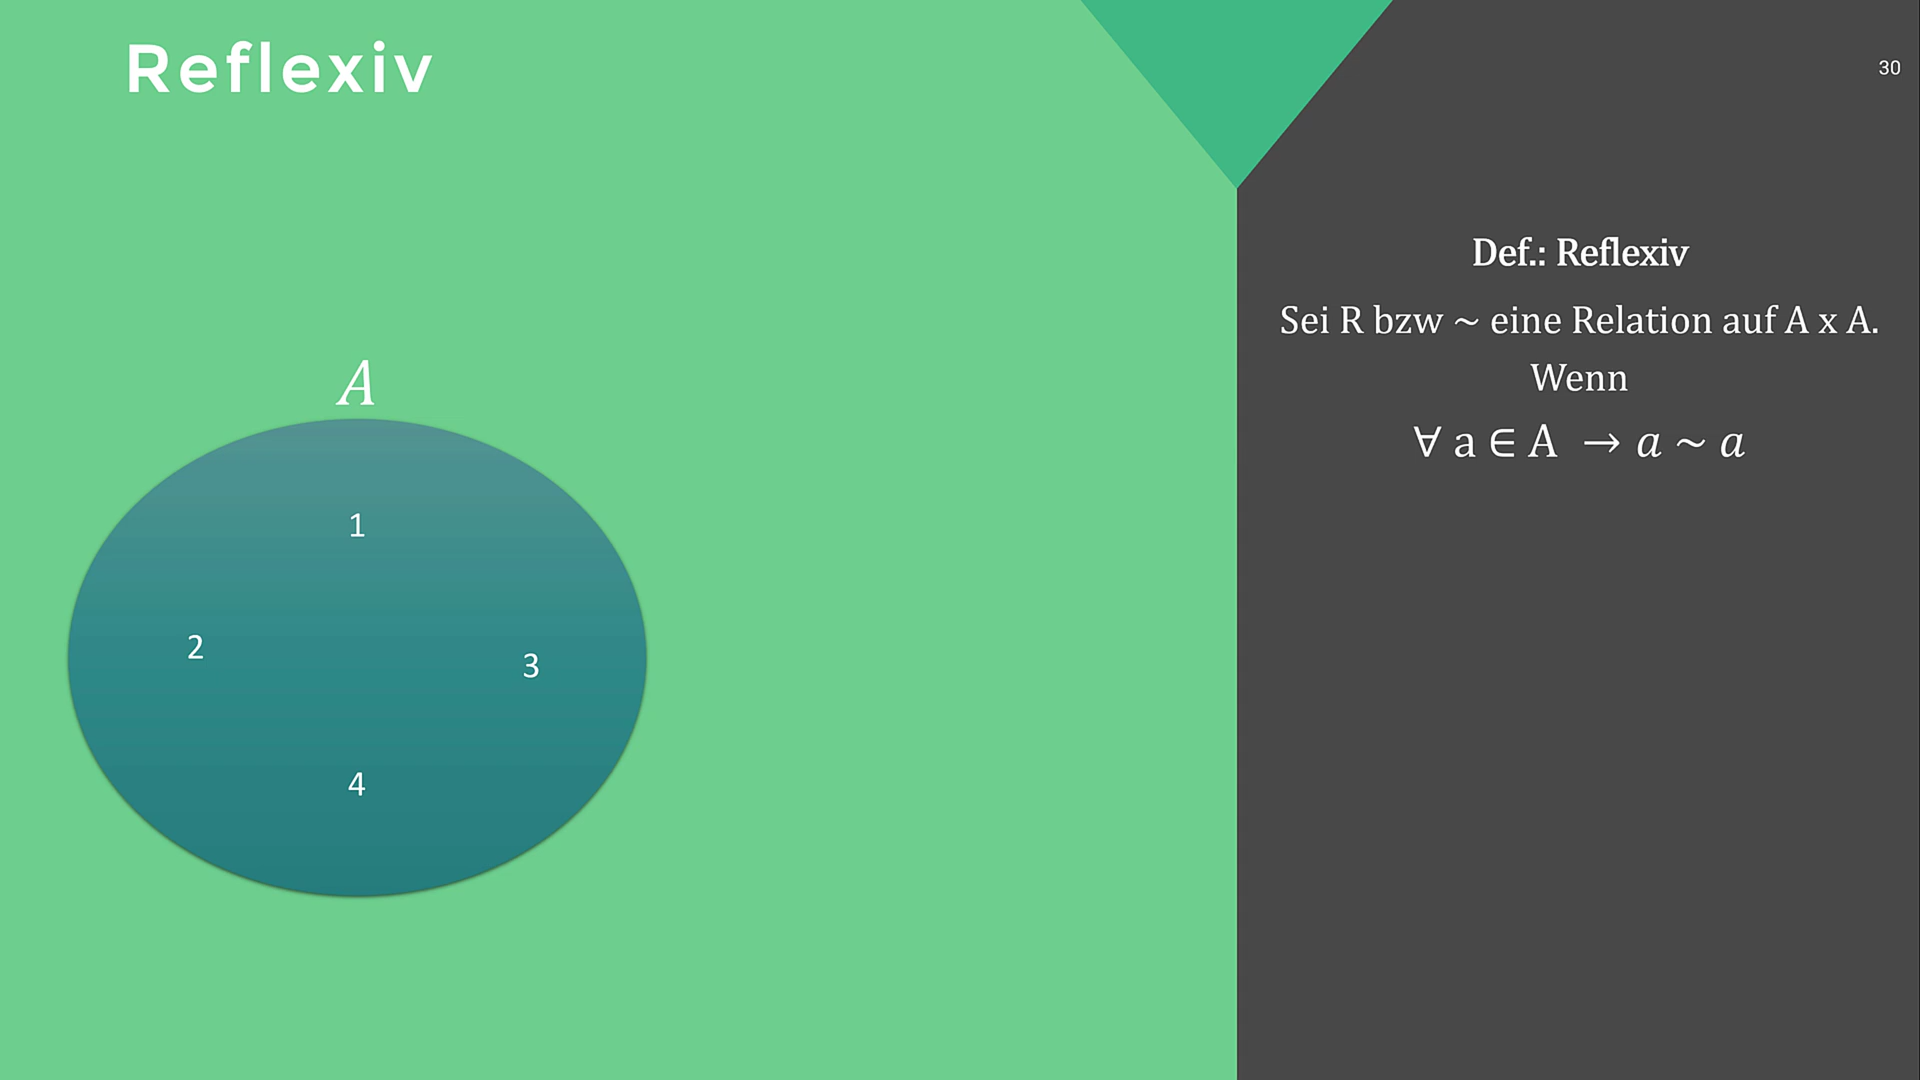 Reflexiv
30
A
1
2
3
4
Def.: Reflexiv
Sei R bzw ~ eine Relation auf A x A.
Wenn
∀ a ∈ A → a ~ a